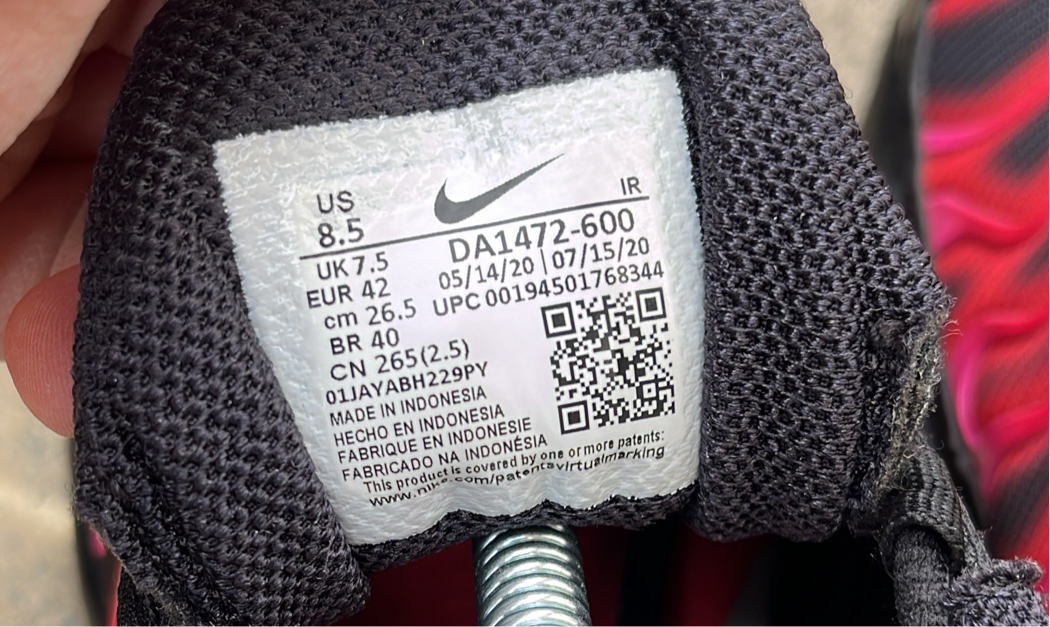 US
8.5
IR
UK 7.5
EUR 42
cm 26.5
BR 40
CN 265(2.5)
01JAYABH229PY
DA1472-600
05/14/20 | 07/15/20
UPC 00194501768344
MADE IN INDONESIA
HECHO EN INDONESIA
FABRIQUE EN INDONESIE
FABRICADO NA INDONÉSIA
This product is covered by one or more patents:
www.nike.com/patentsvirtualmarking